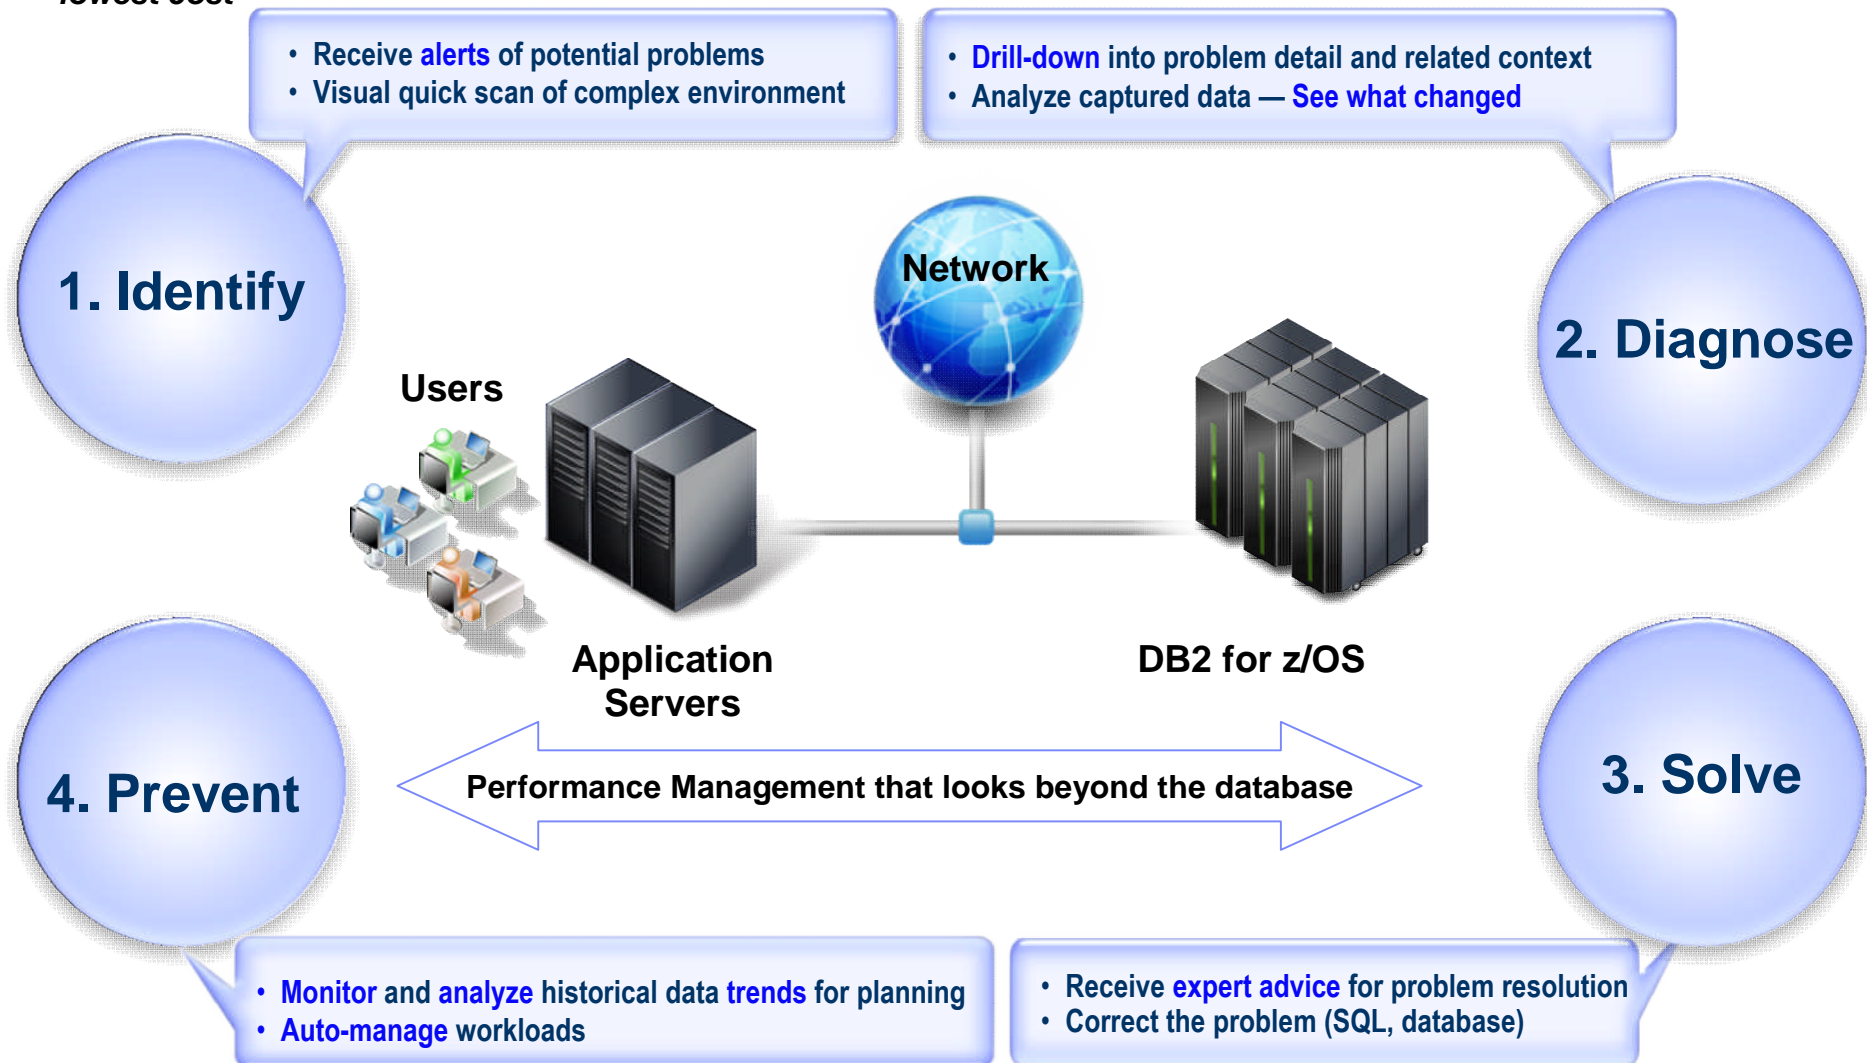 lowest cost
• Receive alerts of potential problems
• Visual quick scan of complex environment
• Drill-down into problem detail and related context
• Analyze captured data — See what changed
1. Identify
2. Diagnose
Network
Users
Application
Servers
DB2 for z/OS
Performance Management that looks beyond the database
4. Prevent
3. Solve
• Monitor and analyze historical data trends for planning
• Auto-manage workloads
• Receive expert advice for problem resolution
• Correct the problem (SQL, database)